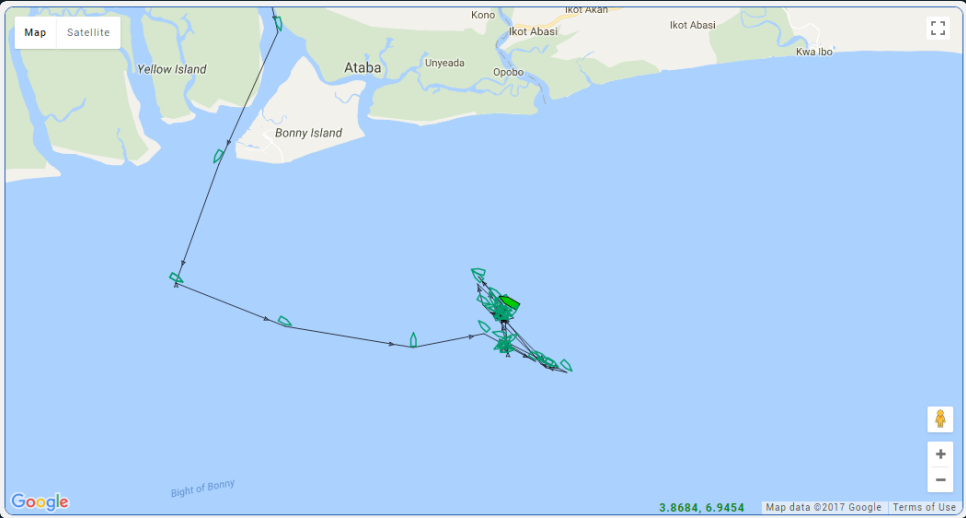 Map Satellite
Kono
Ikot Akan
Ikot Abasi
Ikot Abasi
Kwa Ibo
Yellow Island
Ataba
Unyeada
Opobo
Bonny Island
Bight of Bonny
Google
3.8684, 6.9454
Map data ©2017 Google
Terms of Use